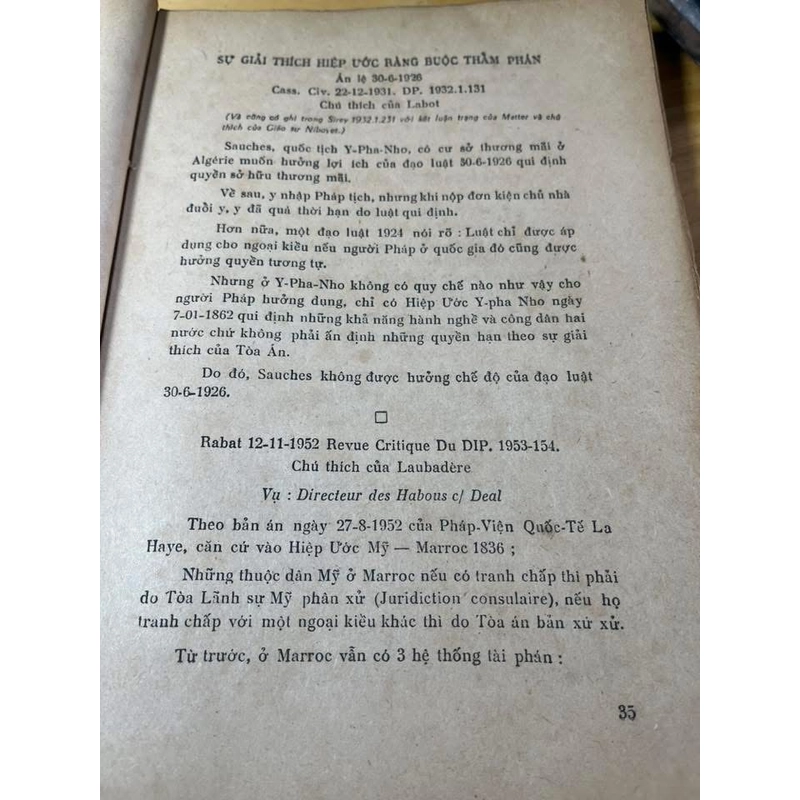 SỰ GIẢI THÍCH HIỆP ƯỚC RÀNG BUỘC THẨM PHÁN
Án lệ 30-6-1926
Cass. Civ. 22-12-1931. DP. 1932.1.131
Chú thích của Labot
(Và cũng có ghi trong Sirey 1932.1.231 với kết luận trạng của Matter và chú
thích của Giáo sư Niboyet.)
Sauches, quốc tịch Y-Pha-Nho, có cư sở thương mãi ở
Algérie muốn hưởng lợi ích của đạo luật 30-6-1926 qui định
quyền sở hữu thương mãi.
Về sau, y nhập Pháp tịch, nhưng khi nộp đơn kiện chủ nhà
đuổi y, y đã quá thời hạn do luật qui định.
Hơn nữa, một đạo luật 1924 nói rõ : Luật chỉ được áp
dụng cho ngoại kiều nếu người Pháp ở quốc gia đó cũng được
hưởng quyền tương tự.
Nhưng ở Y-Pha-Nho không có quy chế nào như vậy cho
người Pháp hưởng dụng, chỉ có Hiệp Ước Y-pha Nho ngày
7-01-1862 qui định những khả năng hành nghề và công dân hai
nước chứ không phải ấn định những quyền hạn theo sự giải
thích của Tòa Án.
Do đó, Sauches không được hưởng chế độ của đạo luật
30-6-1926.
Rabat 12-11-1952 Revue Critique Du DIP. 1953-154.
Chú thích của Laubadère
Vụ : Directeur des Habous c/ Deal
Theo bản án ngày 27-8-1952 của Pháp-Viện Quốc-Tế La
Haye, căn cứ vào Hiệp Ước Mỹ — Marroc 1836 ;
Những thuộc dân Mỹ ở Marroc nếu có tranh chấp thì phải
do Tòa Lãnh sự Mỹ phân xử (Juridiction consulaire), nếu họ
tranh chấp với một ngoại kiều khác thì do Tòa án bản xứ xử.
Từ trước, ở Marroc vẫn có 3 hệ thống tài phán :
35